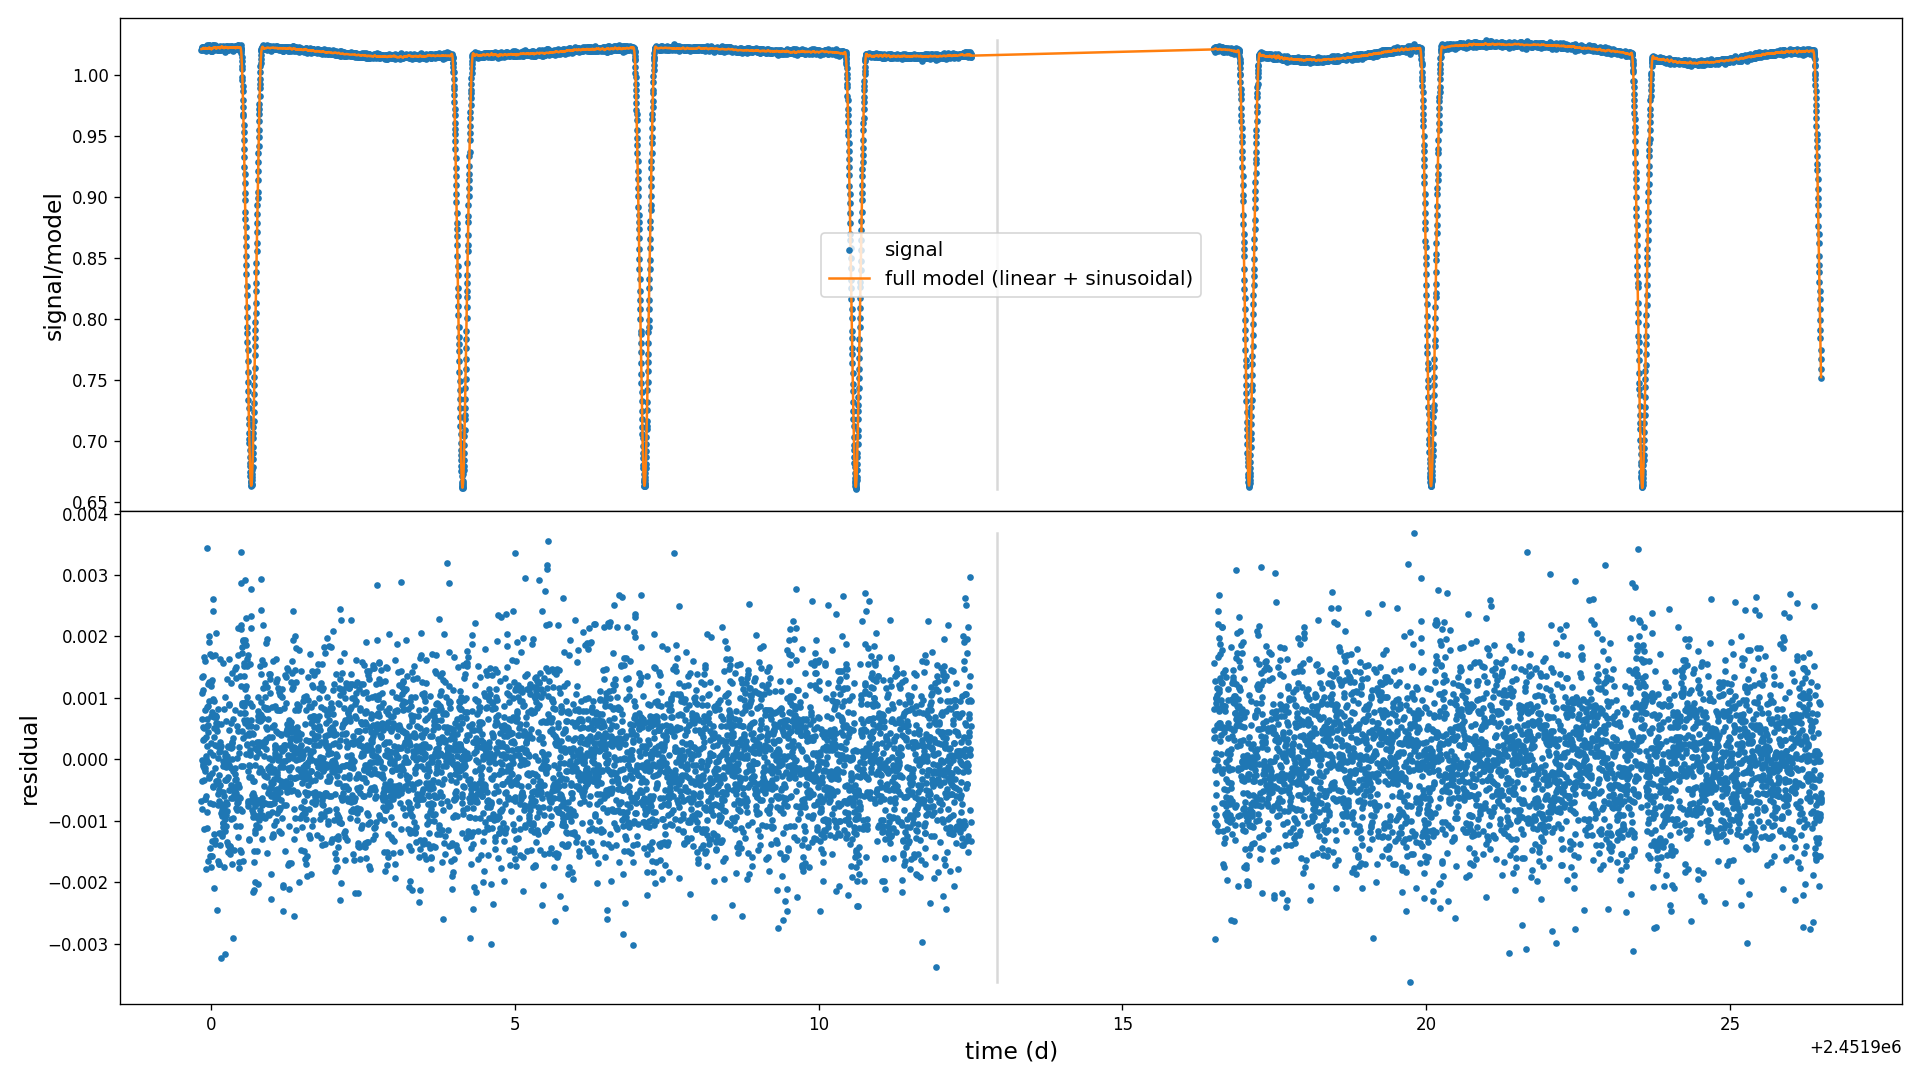 1.00
0.95
0.90
0.85
0.80
0.75
0.70
0.65
signal/model
signal
full model (linear + sinusoidal)
0.004
0.003
0.002
0.001
0.000
−0.001
−0.002
−0.003
residual
0 5 10 15 20 25
time (d)
+2.4519e6